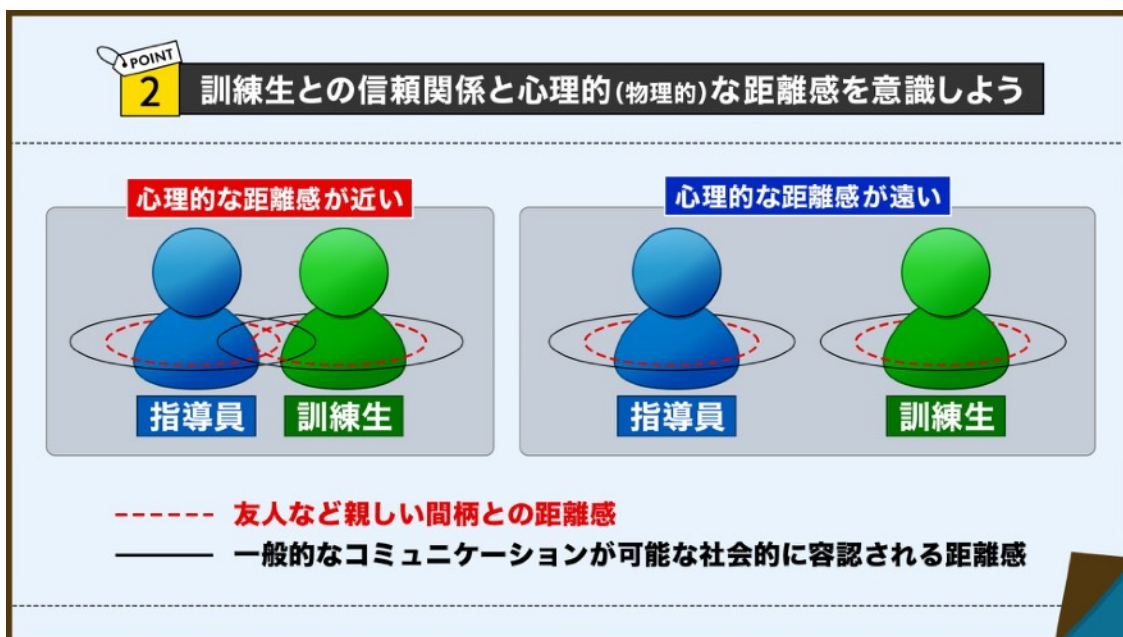 POINT
2
訓練生との信頼関係と心理的(物理的)な距離感を意識しよう
心理的な距離感が近い
心理的な距離感が遠い
指導員
訓練生
指導員
訓練生
友人など親しい間柄との距離感
一般的なコミュニケーションが可能な社会的に容認される距離感